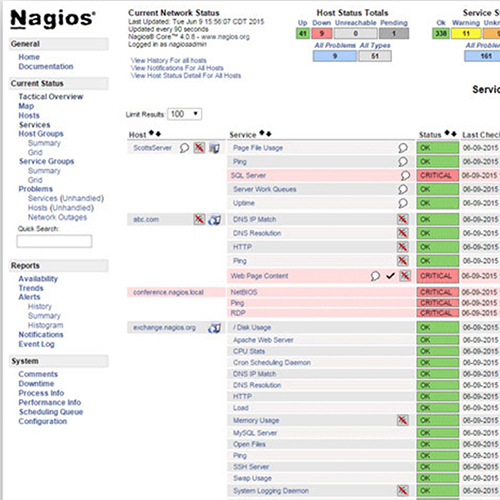 Nagios®
General
Home
Documentation
Current Status
Tactical Overview
Map
Hosts
Services
Host Groups
Summary
Grid
Service Groups
Summary
Grid
Problems
Services (Unhandled)
Hosts (Unhandled)
Network Outages
Quick Search:
Reports
Availability
Trends
Alerts
History
Summary
Histogram
Notifications
Event Log
System
Comments
Downtime
Process Info
Performance Info
Scheduling Queue
Configuration
Current Network Status
Last Updated: Tue Jun 9 15:56:07 CDT 2015
Updated every 90 seconds
Nagios® Core™ 4.0.8 - www.nagios.org
Logged in as nagiosadmin
View History For all hosts
View Notifications For All Hosts
View Host Status Detail For All Hosts
Host Status Totals
Up Down Unreachable Pending
41 9 0 1
All Problems All Types
9 51
Service S
Ok Warning Unkn
338 11
All Problems
161
Servic
Limit Results: 100
Host Service Status Last Check
ScottsServer Page File Usage OK 06-09-2015
Ping OK 06-09-2015
SQL Server CRITICAL 06-09-2015
Server Work Queues OK 06-09-2015
Uptime OK 06-09-2015
abc.com DNS IP Match OK 06-09-2015
DNS Resolution OK 06-09-2015
HTTP OK 06-09-2015
Ping OK 06-09-2015
Web Page Content CRITICAL 06-09-2015
conference.nagios.local NetBIOS CRITICAL 06-09-2015
Ping CRITICAL 06-09-2015
RDP CRITICAL 06-09-2015
exchange.nagios.org / Disk Usage OK 06-09-2015
Apache Web Server OK 06-09-2015
CPU Stats OK 06-09-2015
Cron Scheduling Daemon OK 06-09-2015
DNS IP Match OK 06-09-2015
DNS Resolution OK 06-09-2015
HTTP OK 06-09-2015
Load OK 06-09-2015
Memory Usage OK 06-09-2015
MySQL Server OK 06-09-2015
Open Files OK 06-09-2015
Ping OK 06-09-2015
SSH Server OK 06-09-2015
Swap Usage OK 06-09-2015
System Logging Daemon OK 06-09-2015